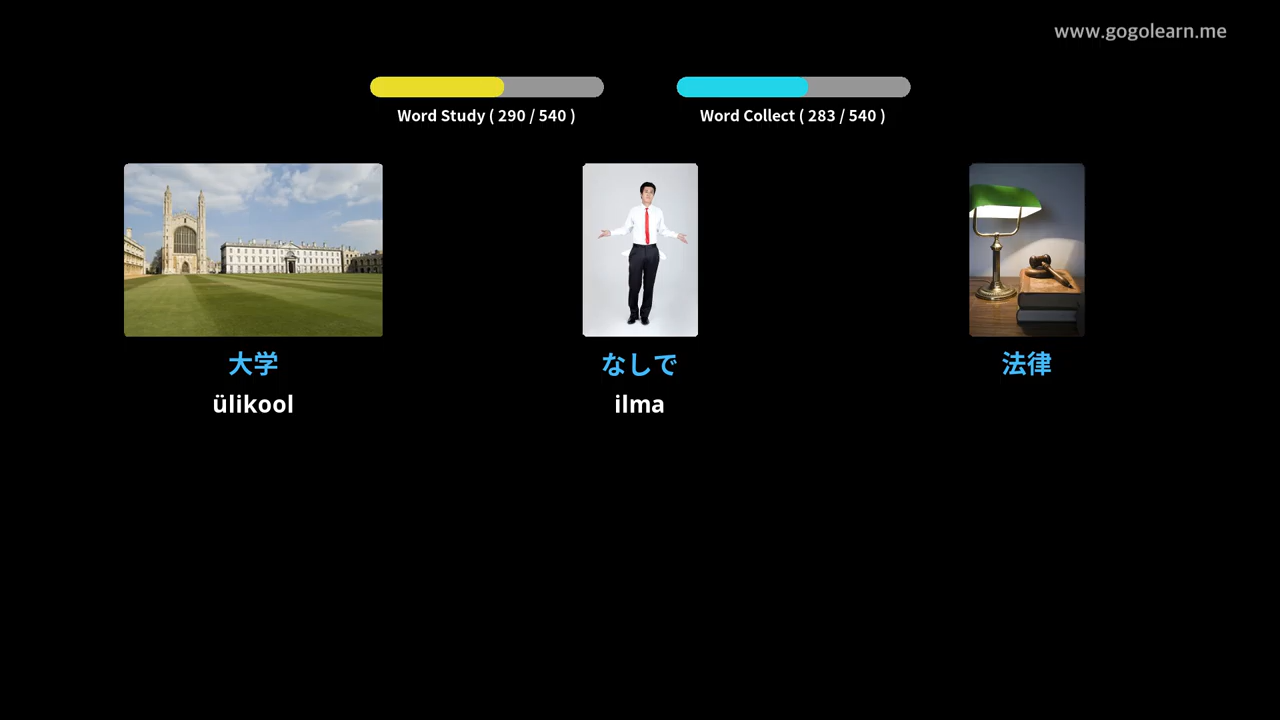 www.gogolearn.me
Word Study ( 290 / 540 )
Word Collect ( 283 / 540 )
大学
なしで
法律
ülikool
ilma